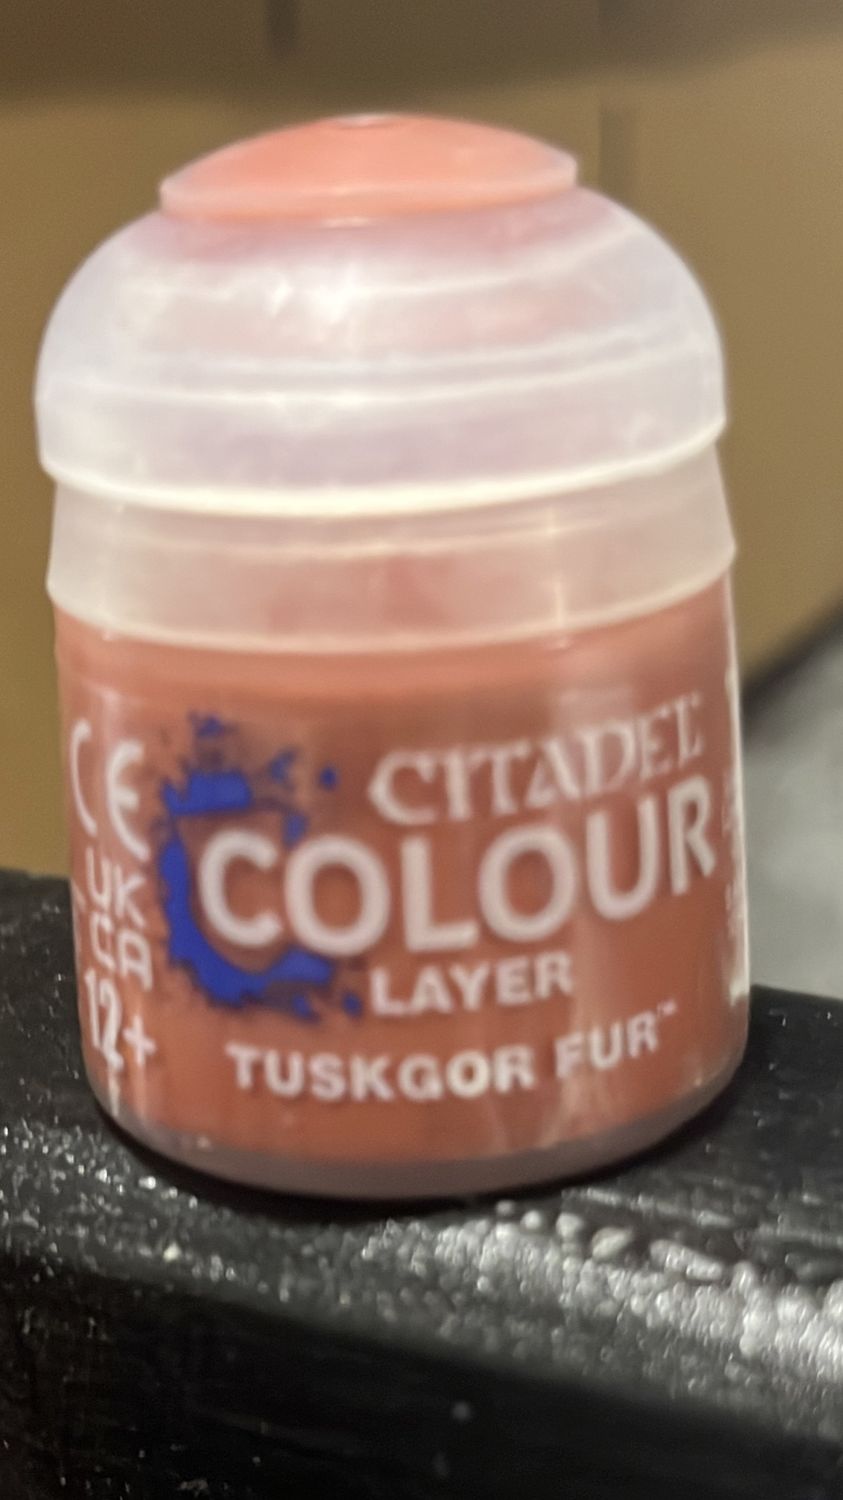 CITADEL
COLOUR
LAYER
TUSKGOR FUR™
CE
UK
CA
12+